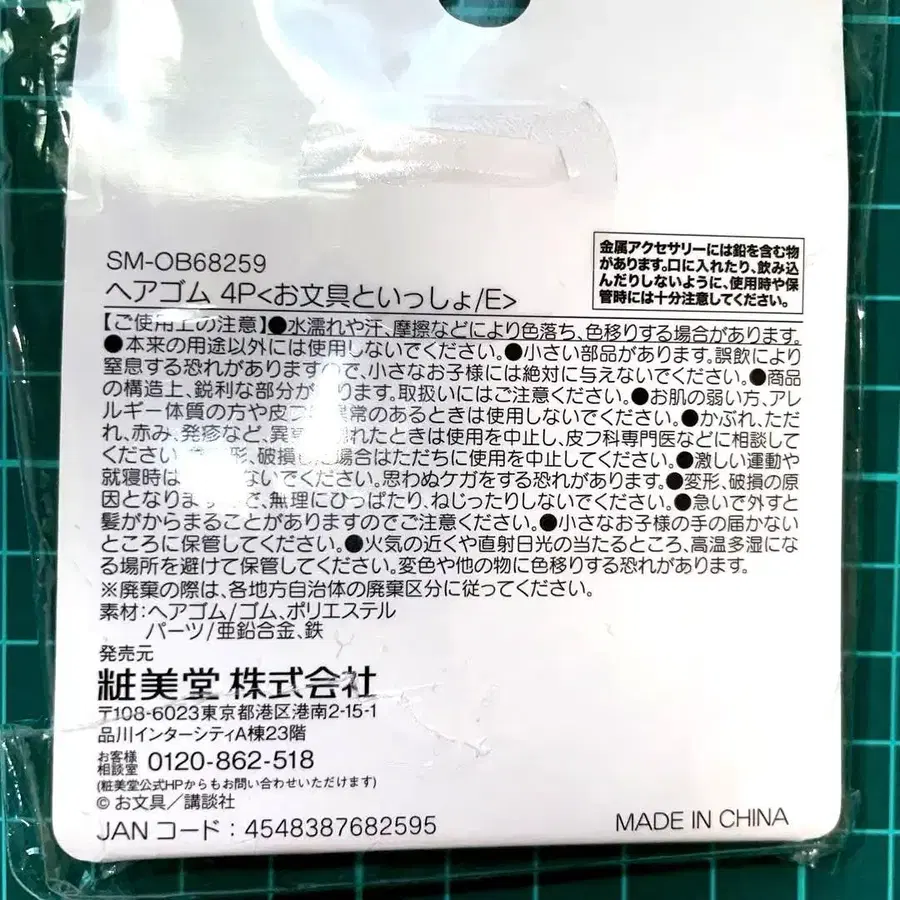 SM-OB68259
金属アクセサリーには鉛を含む物
があります。口に入れたり、飲み込
んだりしないように、使用時や保
管時には十分注意してください。
ヘアゴム 4P<お文具といっしょ/E>
【ご使用上の注意】●水濡れや汗、摩擦などにより色落ち、色移りする場合があります。
●本来の用途以外には使用しないでください。●小さい部品があります。誤飲により
窒息する恐れがありますので、小さなお子様には絶対に与えないでください。●商品
の構造上、鋭利な部分が ります。取扱いにはご注意ください。●お肌の弱い方、アレ
ルギー体質の方や皮フ 異常のあるときは使用しないでください。●かぶれ、ただ
れ、赤み、発疹など、異 れたときは使用を中止し、皮フ科専門医などに相談して
ください 形、破損し 場合はただちに使用を中止してください。●激しい運動や
就寝時は ないでください。思わぬケガをする恐れがあります。●変形、破損の原
因となります 、無理にひっぱたり、ねじったりしないでください。●急いで外すと
髪がからまることがありますのでご注意ください。●小さなお子様の手の届かない
ところに保管してください。●火気の近くや直射日光の当たるところ、高温多湿にな
る場所を避けて保管してください。変色や他の物に色移りする恐れがあります。
※廃棄の際は、各地方自治体の廃棄区分に従ってください。
素材:ヘアゴム/ゴム、ポリエステル
パーツ/亜鉛合金、鉄
発売元
粧美堂 株式会社
〒108-6023東京都港区港南2-15-1
品川インターシティA棟23階
お客様相談室 0120-862-518
(粧美堂公式HPからもお問い合わせいただけます)
© お文具/講談社
JANコード : 4548387682595
MADE IN CHINA